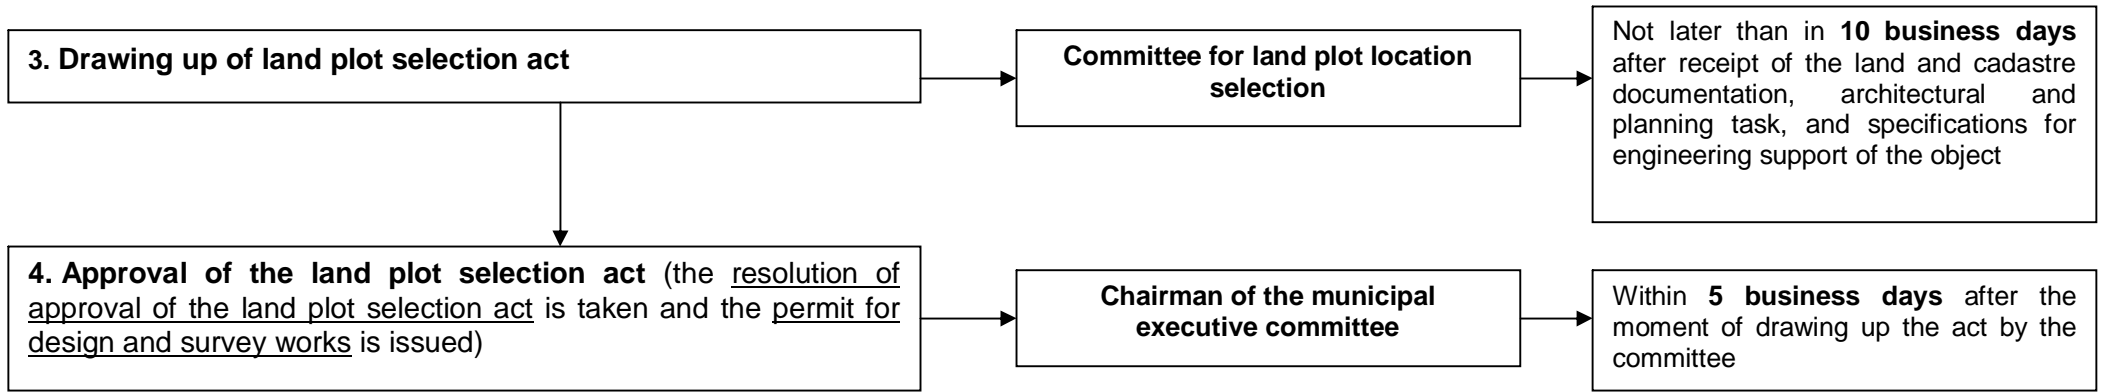 3. Drawing up of land plot selection act
Committee for land plot location
selection
Not later than in 10 business days
after receipt of the land and cadastre
documentation, architectural and
planning task, and specifications for
engineering support of the object
4. Approval of the land plot selection act (the resolution of
approval of the land plot selection act is taken and the permit for
design and survey works is issued)
Chairman of the municipal
executive committee
Within 5 business days after the
moment of drawing up the act by the
committee